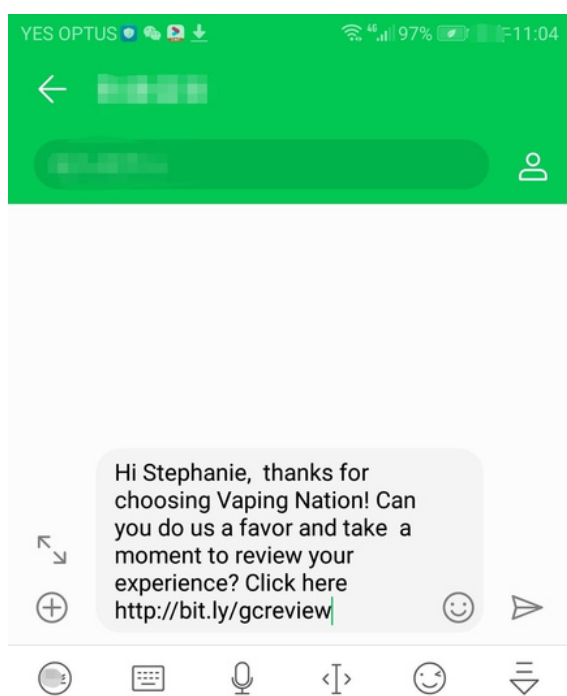 YES OPTUS 46 97% 11:04
Hi Stephanie,  thanks for
choosing Vaping Nation! Can
you do us a favor and take  a
moment to review your
experience? Click here
http://bit.ly/gcreview